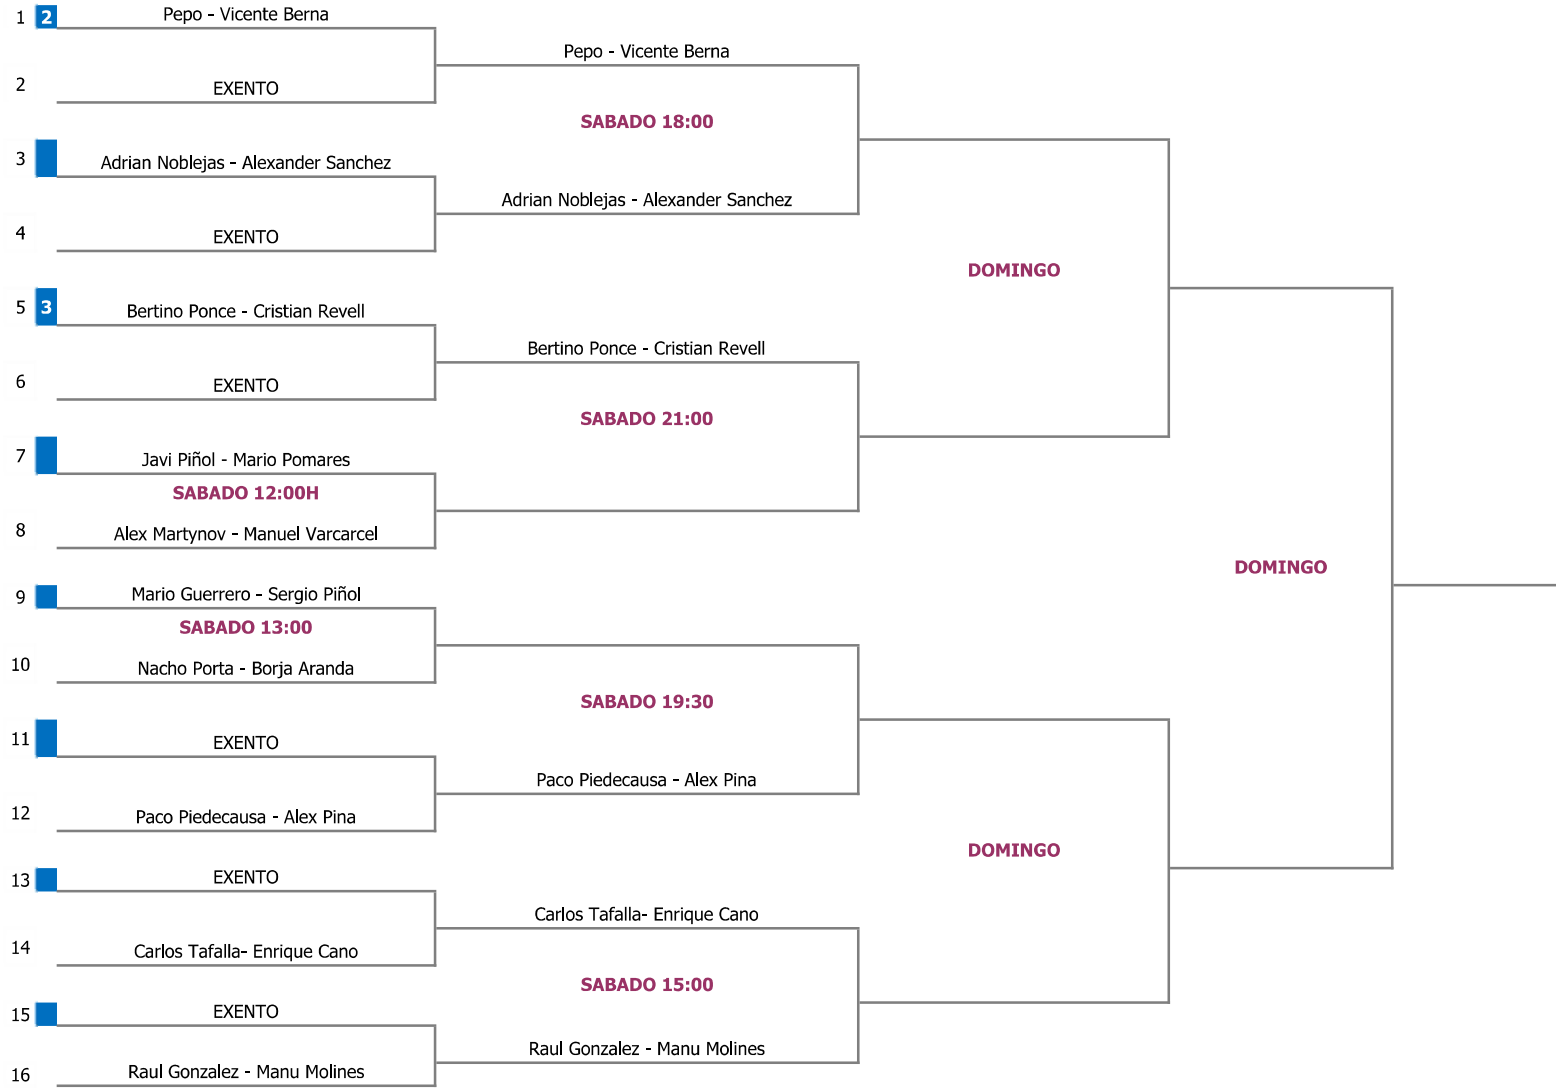 1 2 Pepo - Vicente Berna
Pepo - Vicente Berna
2 EXENTO
SABADO 18:00
3 Adrian Noblejas - Alexander Sanchez
Adrian Noblejas - Alexander Sanchez
4 EXENTO
DOMINGO
5 3 Bertino Ponce - Cristian Revell
Bertino Ponce - Cristian Revell
6 EXENTO
SABADO 21:00
7 Javi Piñol - Mario Pomares
SABADO 12:00H
8 Alex Martynov - Manuel Varcarcel
DOMINGO
9 Mario Guerrero - Sergio Piñol
SABADO 13:00
10 Nacho Porta - Borja Aranda
SABADO 19:30
11 EXENTO
Paco Piedecausa - Alex Pina
12 Paco Piedecausa - Alex Pina
DOMINGO
13 EXENTO
Carlos Tafalla- Enrique Cano
14 Carlos Tafalla- Enrique Cano
SABADO 15:00
15 EXENTO
Raul Gonzalez - Manu Molines
16 Raul Gonzalez - Manu Molines